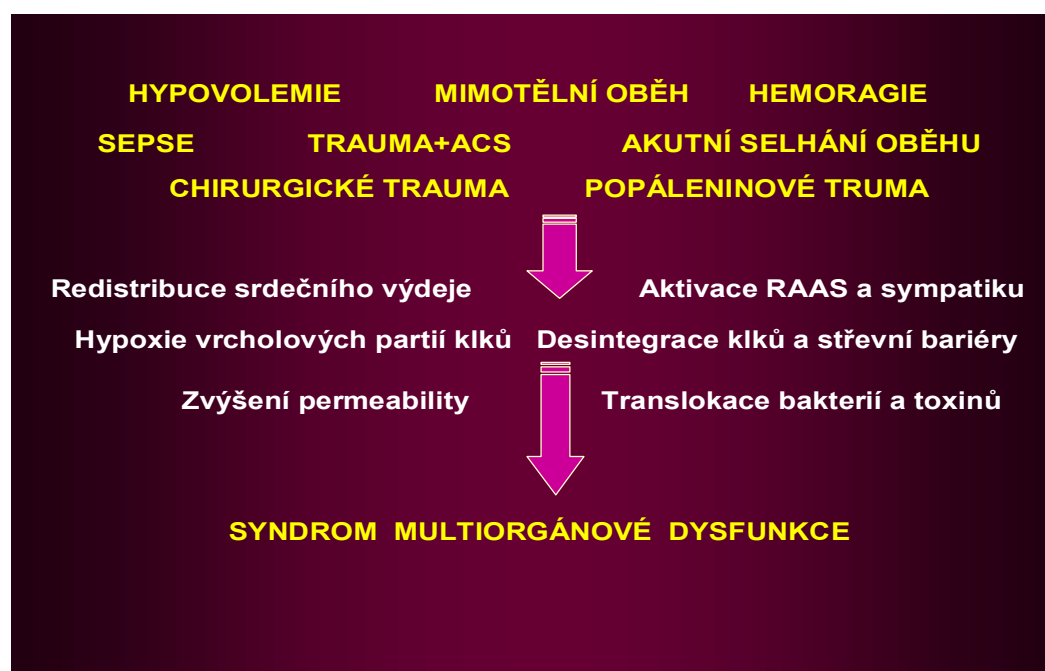 HYPOVOLEMIE MIMOTĚLNÍ OBĚH HEMORAGIE
SEPSE TRAUMA+ACS AKUTNÍ SELHÁNÍ OBĚHU
CHIRURGICKÉ TRAUMA POPÁLENINOVÉ TRUMA
Redistribuce srdečního výdeje Aktivace RAAS a sympatiku
Hypoxie vrcholových partií klků Desintegrace klků a střevní bariéry
Zvýšení permeability Translokace bakterií a toxinů
SYNDROM MULTIORGÁNOVÉ DYSFUNKCE